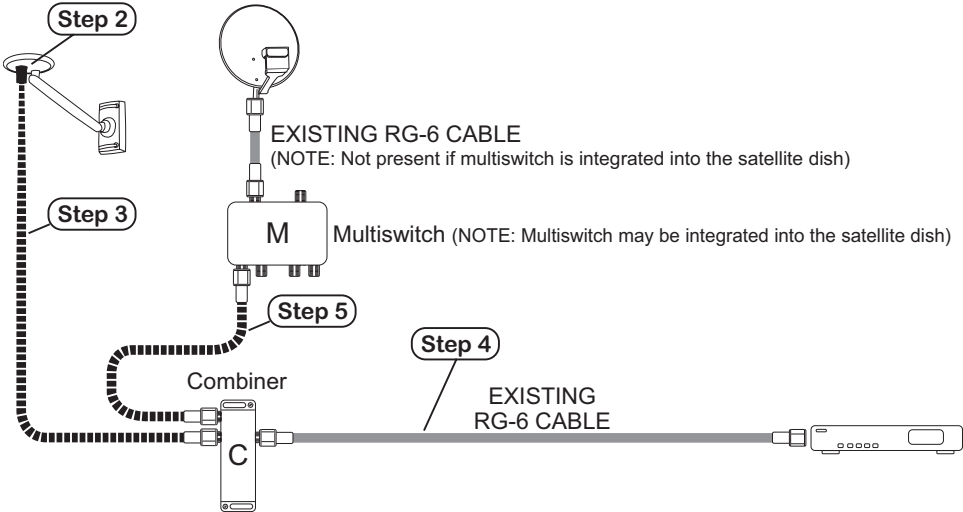 Step 2
EXISTING RG-6 CABLE
(NOTE: Not present if multiswitch is integrated into the satellite dish)
Step 3
M
Multiswitch (NOTE: Multiswitch may be integrated into the satellite dish)
Step 5
Step 4
Combiner
EXISTING
RG-6 CABLE
C